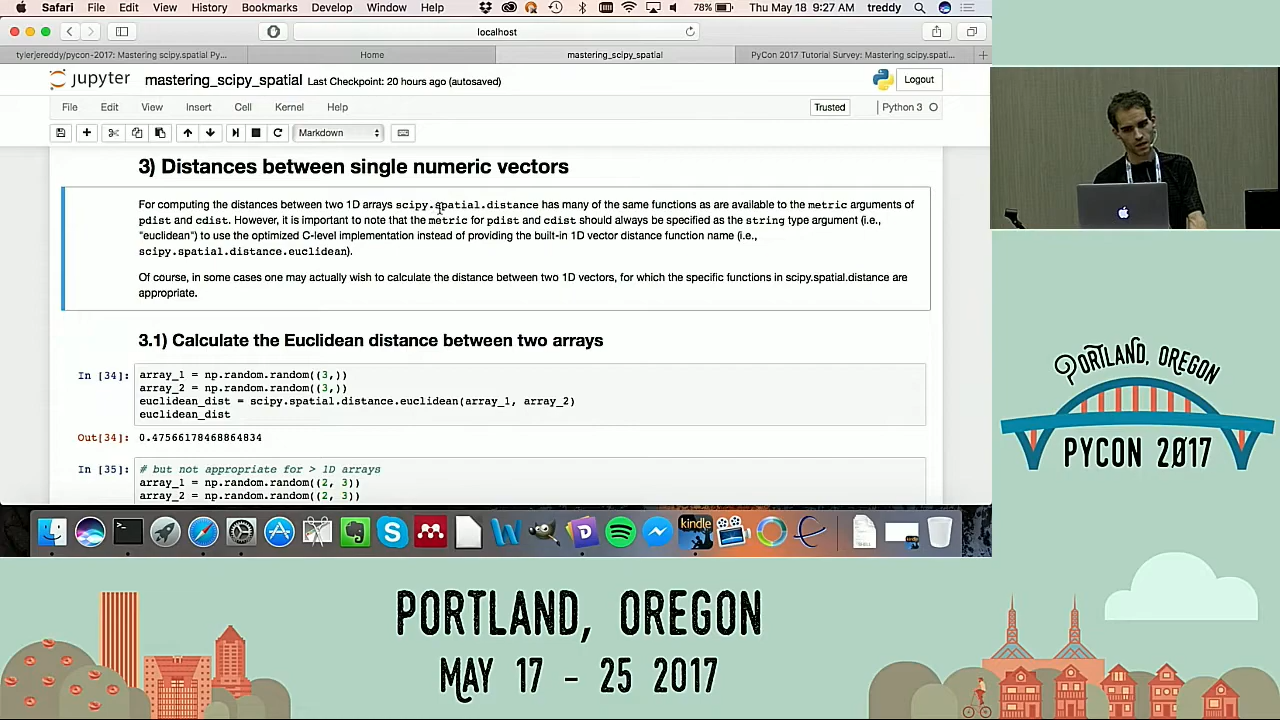 Safari File Edit View History Bookmarks Develop Window Help 78% Thu May 18 9:27 AM treddy
localhost
tylerjereddy/pycon-2017: Mastering scipy.spatial Py... Home mastering_scipy_spatial PyCon 2017 Tutorial Survey: Mastering scipy.spati...
jupyter mastering_scipy_spatial Last Checkpoint: 20 hours ago (autosaved) Logout
File Edit View Insert Cell Kernel Help Trusted Python 3
Markdown
3) Distances between single numeric vectors
For computing the distances between two 1D arrays scipy.spatial.distance has many of the same functions as are available to the metric arguments of
pdist and cdist. However, it is important to note that the metric for pdist and cdist should always be specified as the string type argument (i.e.,
"euclidean") to use the optimized C-level implementation instead of providing the built-in 1D vector distance function name (i.e.,
scipy.spatial.distance.euclidean).
Of course, in some cases one may actually wish to calculate the distance between two 1D vectors, for which the specific functions in scipy.spatial.distance are
appropriate.
3.1) Calculate the Euclidean distance between two arrays
In [34]: array_1 = np.random.random((3,))
array_2 = np.random.random((3,))
euclidean_dist = scipy.spatial.distance.euclidean(array_1, array_2)
euclidean_dist
Out[34]: 0.47566178468864834
In [35]: # but not appropriate for > 1D arrays
array_1 = np.random.random((2, 3))
array_2 = np.random.random((2, 3))
kindle
PORTLAND, OREGON
PYCON 2017
PORTLAND, OREGON
MAY 17 - 25 2017